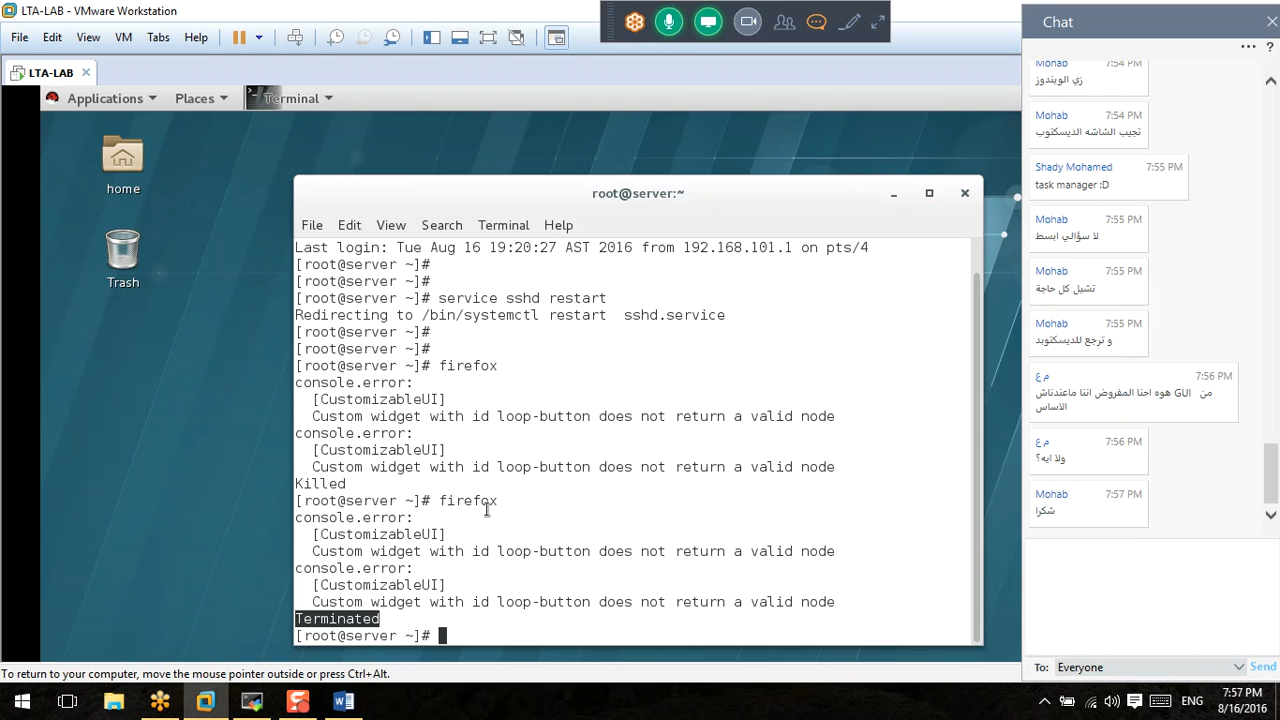 LTA-LAB - VMware Workstation
File Edit View VM Tabs Help
LTA-LAB
Applications Places Terminal
home
Trash
root@server:~
File Edit View Search Terminal Help
Last login: Tue Aug 16 19:20:27 AST 2016 from 192.168.101.1 on pts/4
[root@server ~]#
[root@server ~]#
[root@server ~]# service sshd restart
Redirecting to /bin/systemctl restart  sshd.service
[root@server ~]#
[root@server ~]#
[root@server ~]# firefox
console.error:
[CustomizableUI]
Custom widget with id loop-button does not return a valid node
console.error:
[CustomizableUI]
Custom widget with id loop-button does not return a valid node
Killed
[root@server ~]# firefox
console.error:
[CustomizableUI]
Custom widget with id loop-button does not return a valid node
console.error:
[CustomizableUI]
Custom widget with id loop-button does not return a valid node
Terminated
[root@server ~]#
To return to your computer, move the mouse pointer outside or press Ctrl+Alt.
Chat
?
Mohab 7:54 PM
زي الويندوز
Mohab 7:54 PM
تجيب الشاشه الديسكتوب
Shady Mohamed 7:55 PM
task manager :D
Mohab 7:55 PM
لا سؤالي ابسط
Mohab 7:55 PM
تشيل كل حاجة
Mohab 7:55 PM
و ترجع للديسكتوبد
م ع 7:56 PM
هوه احنا المفروض اننا ماعندناش GUI من
الاساس
م ع 7:56 PM
ولا ايه؟
Mohab 7:57 PM
شكرا
To: Everyone Send
ENG
7:57 PM
8/16/2016